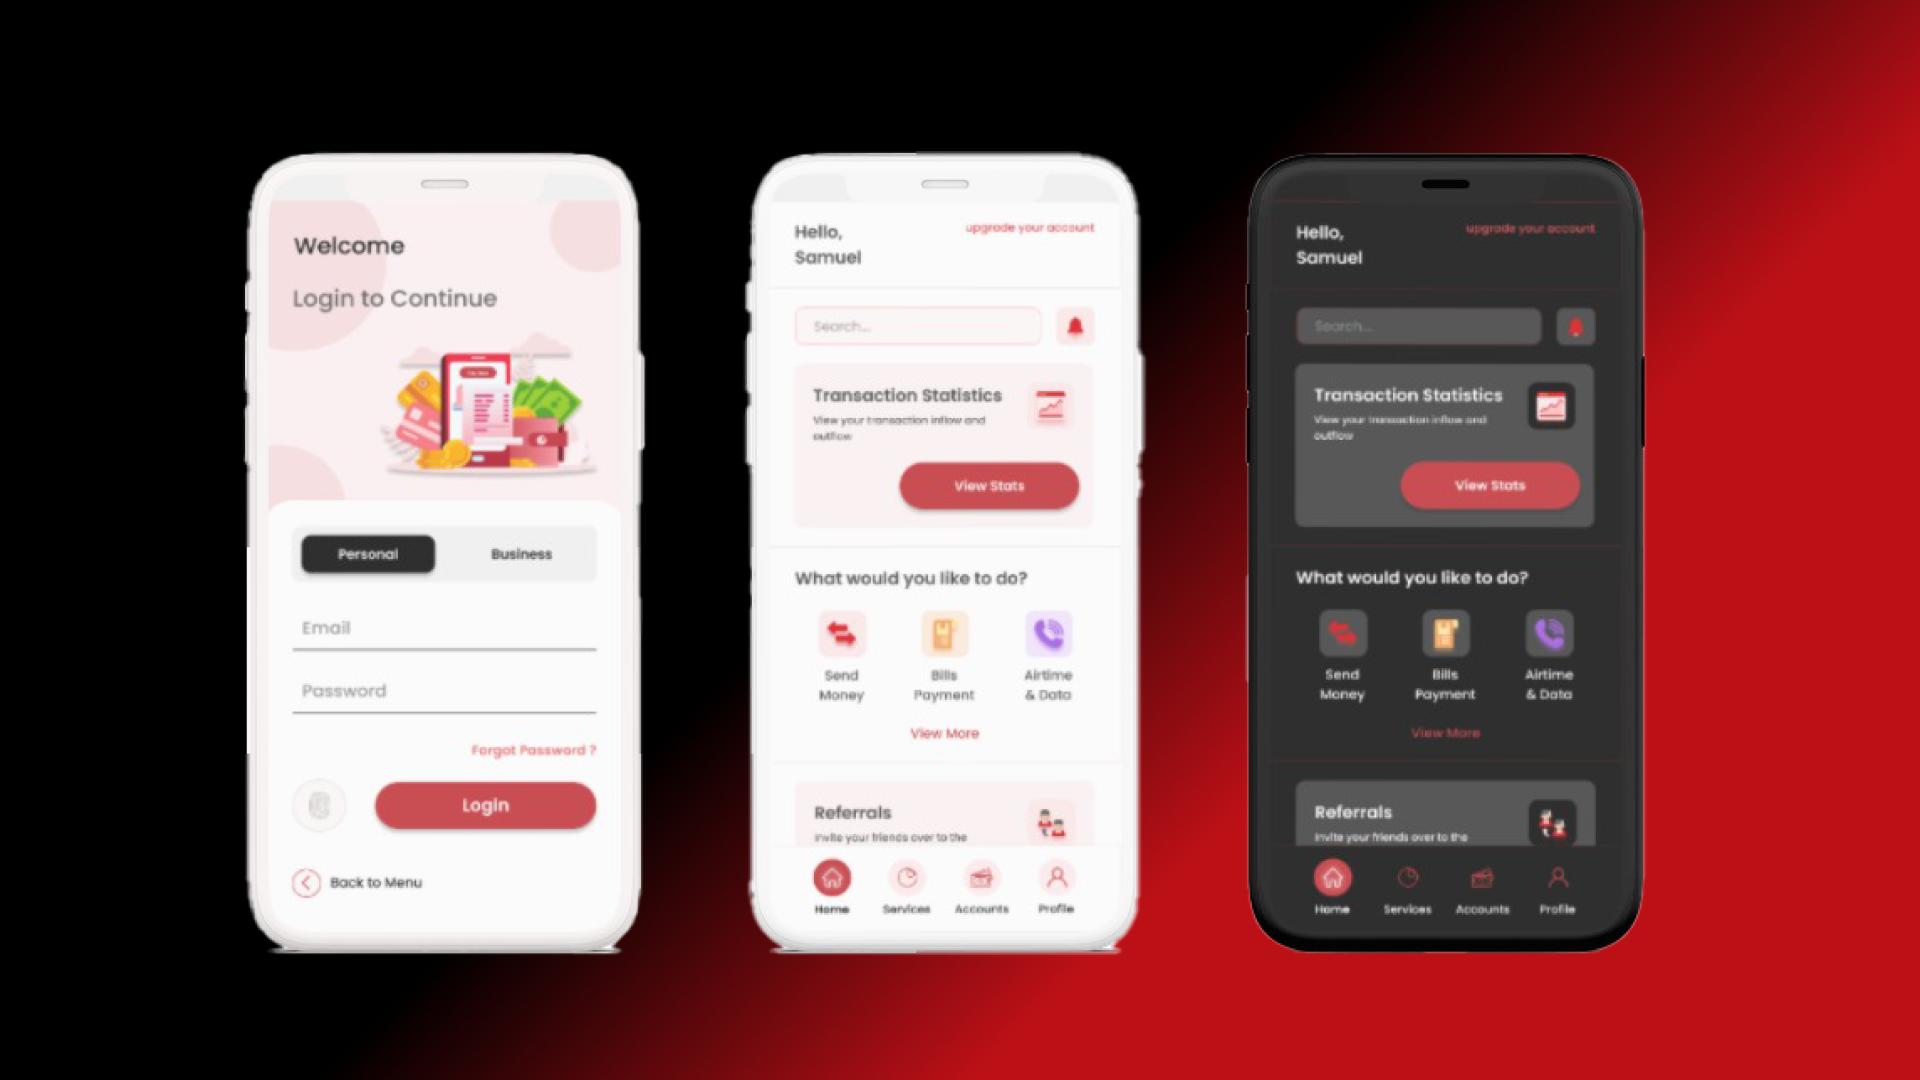 Welcome
Login to Continue
Personal
Business
Email
Password
Forgot Password ?
Login
Back to Menu
Hello,
Samuel
upgrade your account
Search...
Transaction Statistics
View your transaction inflow and
outflow
View Stats
What would you like to do?
Send
Money
Bills
Payment
Airtime
& Data
View More
Referrals
Invite your friends over to the
Home
Services
Accounts
Profile
Hello,
Samuel
upgrade your account
Search...
Transaction Statistics
View your transaction inflow and
outflow
View Stats
What would you like to do?
Send
Money
Bills
Payment
Airtime
& Data
View More
Referrals
Invite your friends over to the
Home
Services
Accounts
Profile